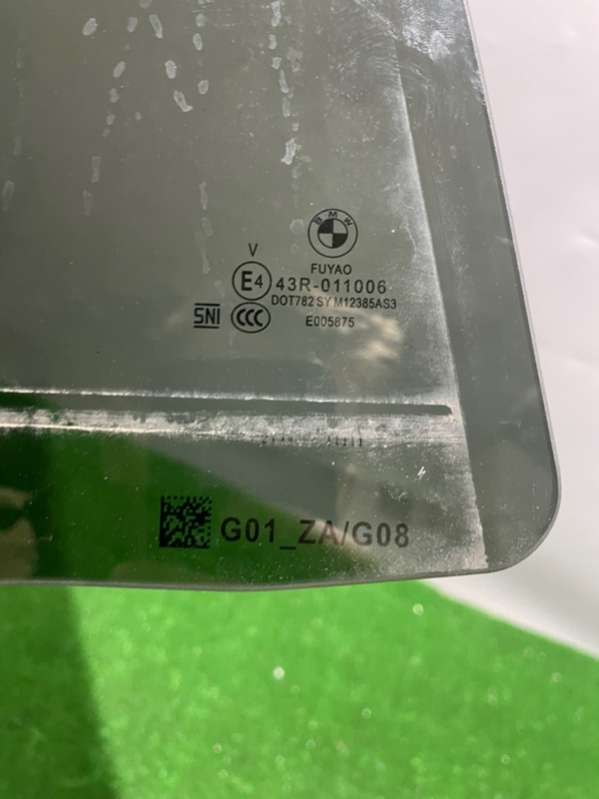 BMW
FUYAO
V
E4 43R-011006
DOT782 SY M12385AS3
SNI CCC E005875
G01_ZA/G08